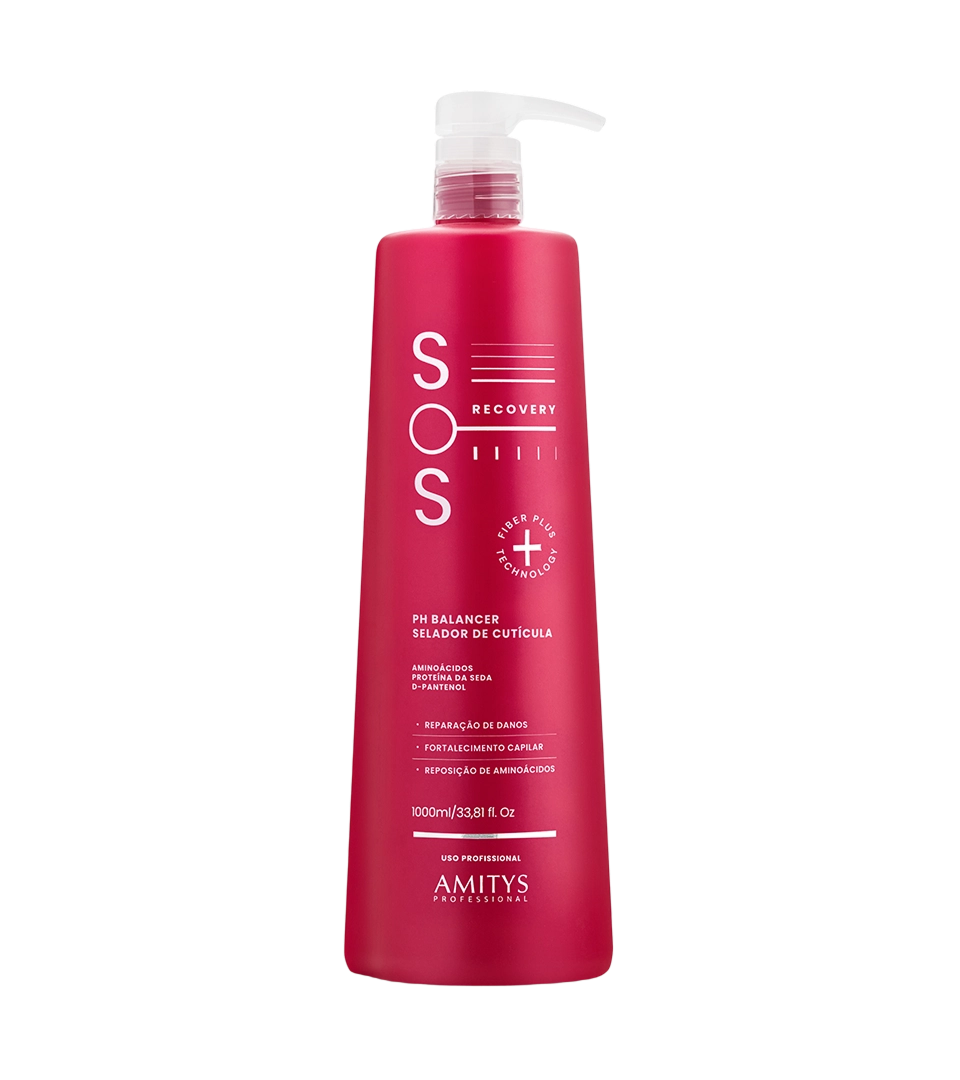 SOS
RECOVERY
FIBER PLUS
TECHNOLOGY
PH BALANCER
SELADOR DE CUTÍCULA
AMINOÁCIDOS
PROTEÍNA DA SEDA
D-PANTENOL
• REPARAÇÃO DE DANOS
• FORTALECIMENTO CAPILAR
• REPOSIÇÃO DE AMINOÁCIDOS
1000ml/33,81 fl. Oz
USO PROFISSIONAL
AMITYS
PROFESSIONAL